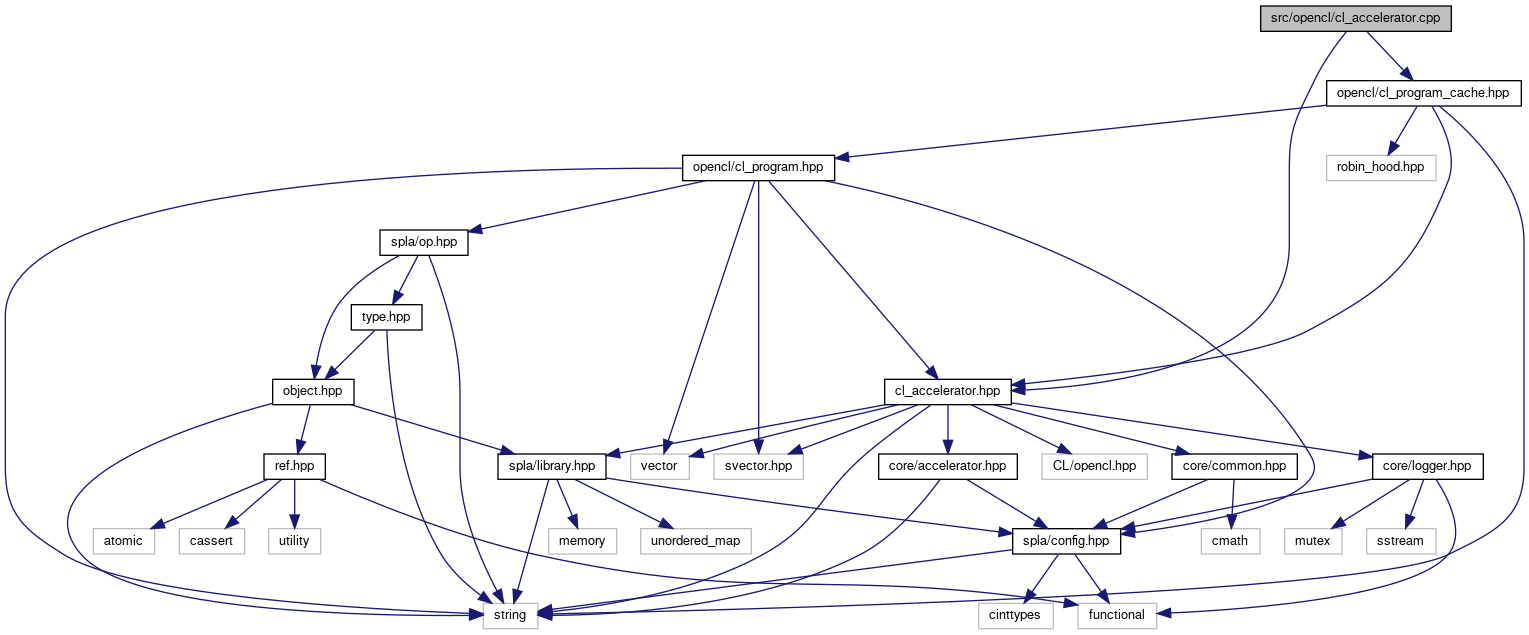 src/opencl/cl_accelerator.cpp
opencl/cl_program_cache.hpp
opencl/cl_program.hpp
robin_hood.hpp
spla/op.hpp
type.hpp
object.hpp
cl_accelerator.hpp
ref.hpp
spla/library.hpp
vector
svector.hpp
core/accelerator.hpp
CL/opencl.hpp
core/common.hpp
core/logger.hpp
atomic
cassert
utility
memory
unordered_map
spla/config.hpp
cmath
mutex
sstream
string
cinttypes
functional